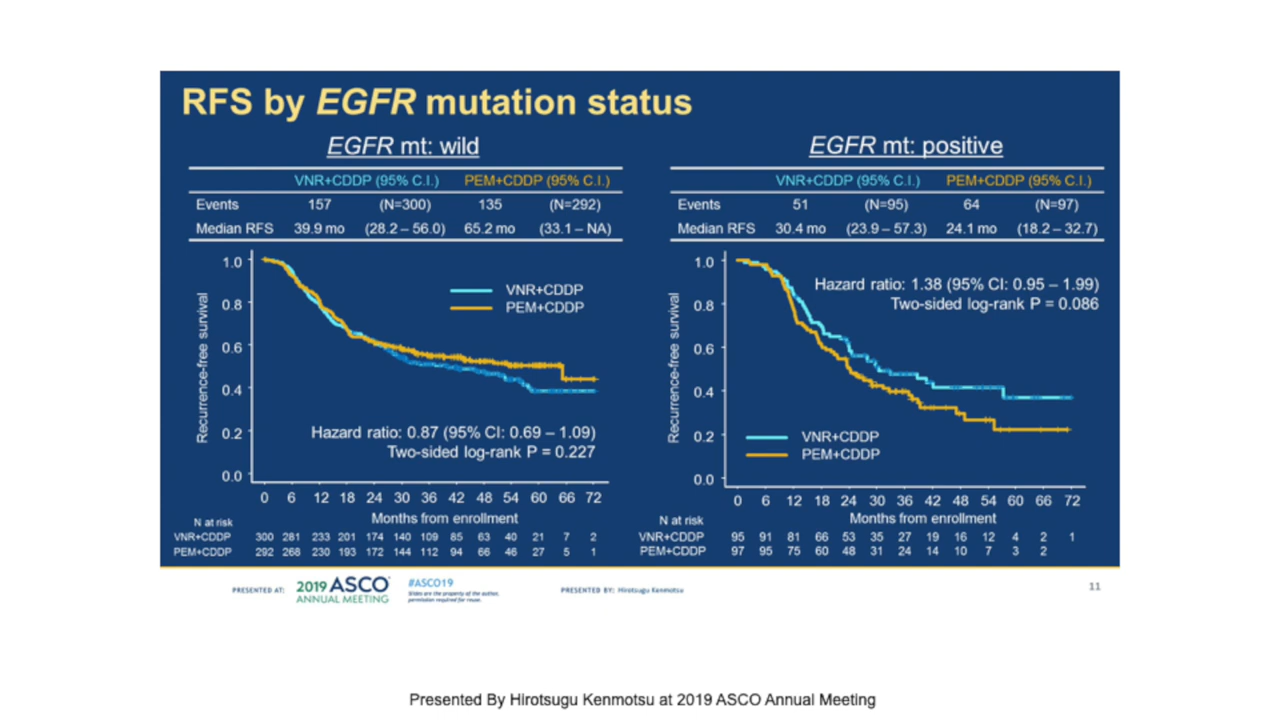 RFS by EGFR mutation status
EGFR mt: wild
VNR+CDDP (95% C.I.) PEM+CDDP (95% C.I.)
Events 157 (N=300) 135 (N=292)
Median RFS 39.9 mo (28.2 – 56.0) 65.2 mo (33.1 – NA)
Recurrence-free survival
1.0
0.8
0.6
0.4
0.2
0.0
VNR+CDDP
PEM+CDDP
Hazard ratio: 0.87 (95% CI: 0.69 – 1.09)
Two-sided log-rank P = 0.227
0 6 12 18 24 30 36 42 48 54 60 66 72
Months from enrollment
N at risk
VNR+CDDP 300 281 233 201 174 140 109 85 63 40 21 7 2
PEM+CDDP 292 268 230 193 172 144 112 94 66 46 27 5 1
EGFR mt: positive
VNR+CDDP (95% C.I.) PEM+CDDP (95% C.I.)
Events 51 (N=95) 64 (N=97)
Median RFS 30.4 mo (23.9 – 57.3) 24.1 mo (18.2 – 32.7)
Recurrence-free survival
1.0
0.8
0.6
0.4
0.2
0.0
Hazard ratio: 1.38 (95% CI: 0.95 – 1.99)
Two-sided log-rank P = 0.086
VNR+CDDP
PEM+CDDP
0 6 12 18 24 30 36 42 48 54 60 66 72
Months from enrollment
N at risk
VNR+CDDP 95 91 81 66 53 35 27 19 16 12 4 2 1
PEM+CDDP 97 95 75 60 48 31 24 14 10 7 3 2
PRESENTED AT:
2019 ASCO
ANNUAL MEETING
#ASCO19
Slides are the property of the author,
permission required for reuse.
PRESENTED BY: Hirotsugu Kenmotsu
11
Presented By Hirotsugu Kenmotsu at 2019 ASCO Annual Meeting